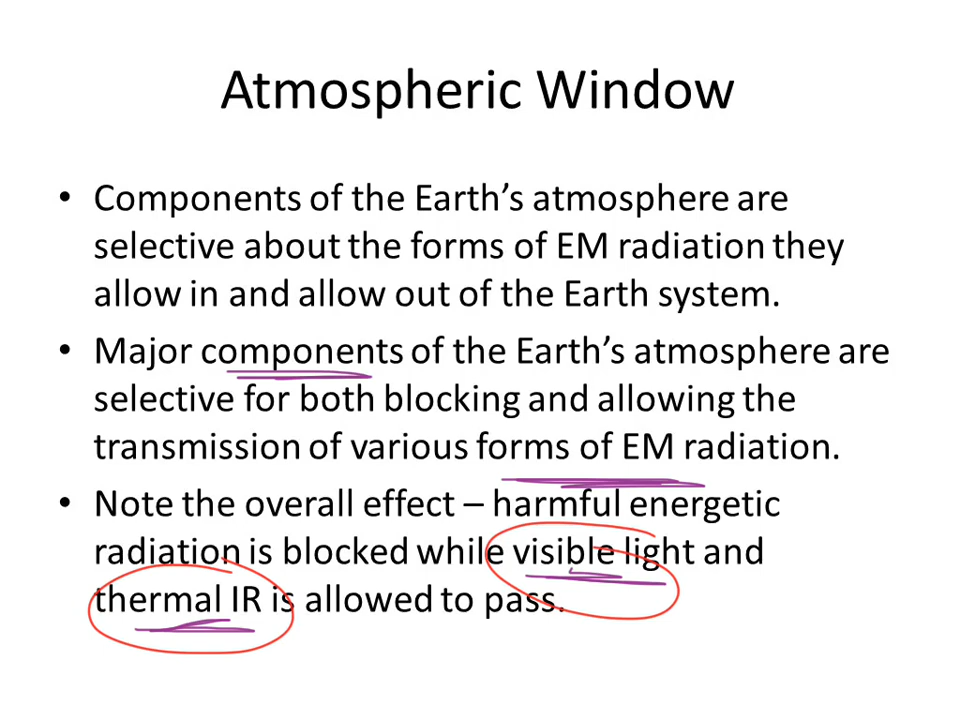 Atmospheric Window
• Components of the Earth’s atmosphere are
selective about the forms of EM radiation they
allow in and allow out of the Earth system.
• Major components of the Earth’s atmosphere are
selective for both blocking and allowing the
transmission of various forms of EM radiation.
• Note the overall effect – harmful energetic
radiation is blocked while visible light and
thermal IR is allowed to pass.